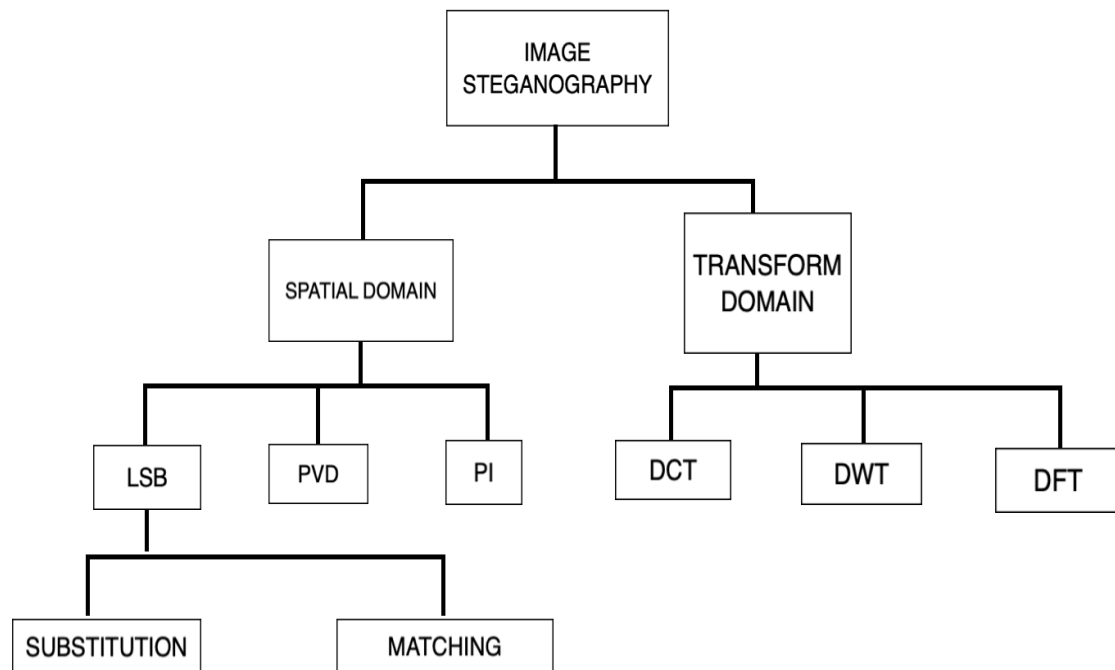 IMAGE
STEGANOGRAPHY
SPATIAL DOMAIN
TRANSFORM
DOMAIN
LSB
PVD
PI
DCT
DWT
DFT
SUBSTITUTION
MATCHING